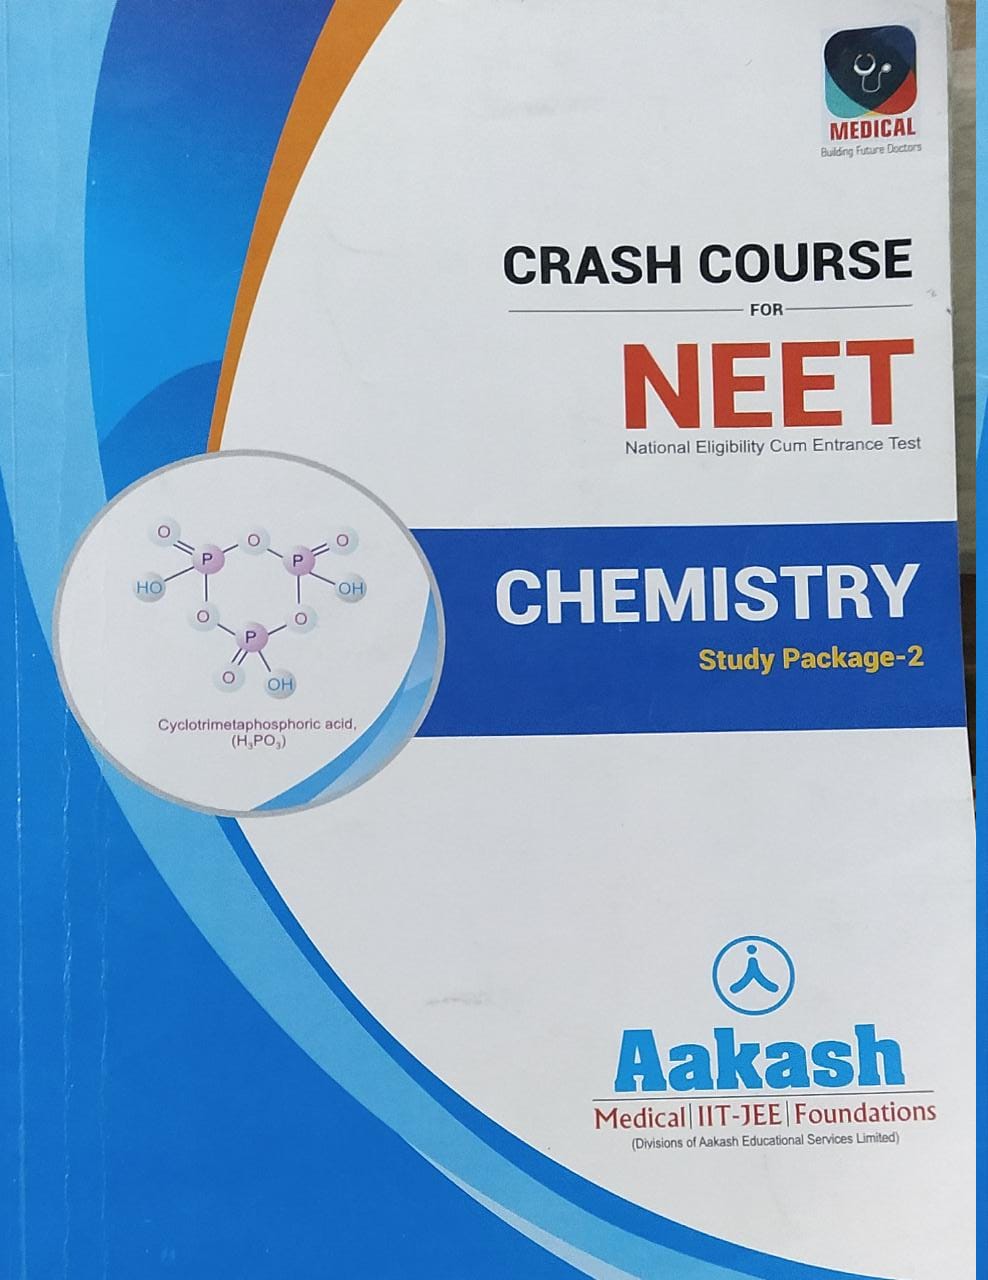 MEDICAL
Building Future Doctors
CRASH COURSE
FOR
NEET
National Eligibility Cum Entrance Test
O O O
P P
HO OH
O O
P
O OH
Cyclotrimetaphosphoric acid,
(H₃PO₃)
CHEMISTRY
Study Package-2
Aakash
Medical|IIT-JEE|Foundations
(Divisions of Aakash Educational Services Limited)